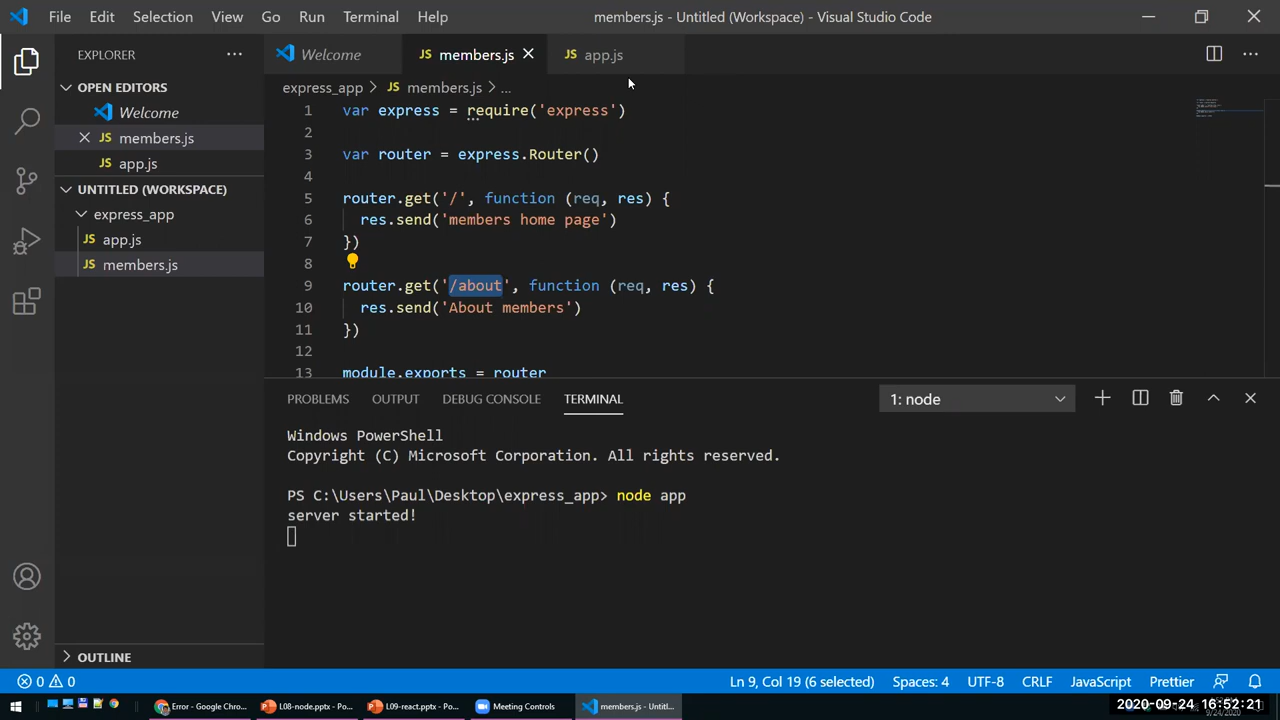 File Edit Selection View Go Run Terminal Help
members.js - Untitled (Workspace) - Visual Studio Code
EXPLORER
OPEN EDITORS
Welcome
JS members.js
JS app.js
UNTITLED (WORKSPACE)
express_app
JS app.js
JS members.js
OUTLINE
Welcome JS members.js JS app.js
express_app > JS members.js > ...
1 var express = require('express')
2
3 var router = express.Router()
4
5 router.get('/', function (req, res) {
6 res.send('members home page')
7 })
8
9 router.get('/about', function (req, res) {
10 res.send('About members')
11 })
12
13 module.exports = router
PROBLEMS OUTPUT DEBUG CONSOLE TERMINAL
1: node
Windows PowerShell
Copyright (C) Microsoft Corporation. All rights reserved.
PS C:\Users\Paul\Desktop\express_app> node app
server started!
0 0
Ln 9, Col 19 (6 selected) Spaces: 4 UTF-8 CRLF JavaScript Prettier
Error - Google Chro... L08-node.pptx - Po... L09-react.pptx - Po... Meeting Controls members.js - Untitl...
2020-09-24 16:52:21